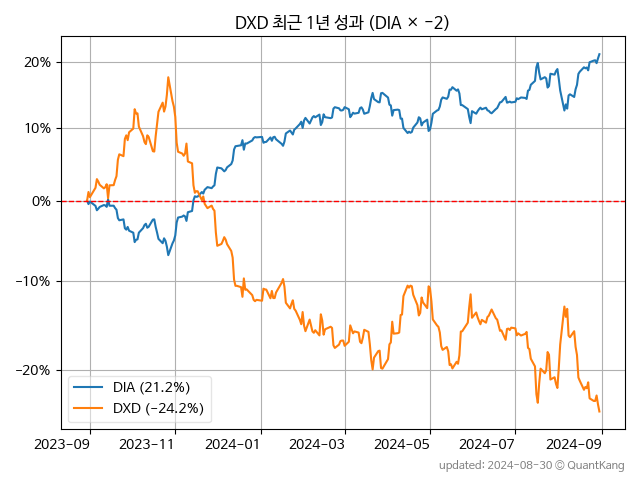 DXD 최근 1년 성과 (DIA × −2)
20%
10%
0%
−10%
−20%
DIA (21.2%)
DXD (−24.2%)
2023−09 2023−11 2024−01 2024−03 2024−05 2024−07 2024−09
updated: 2024-08-30 © QuantKang